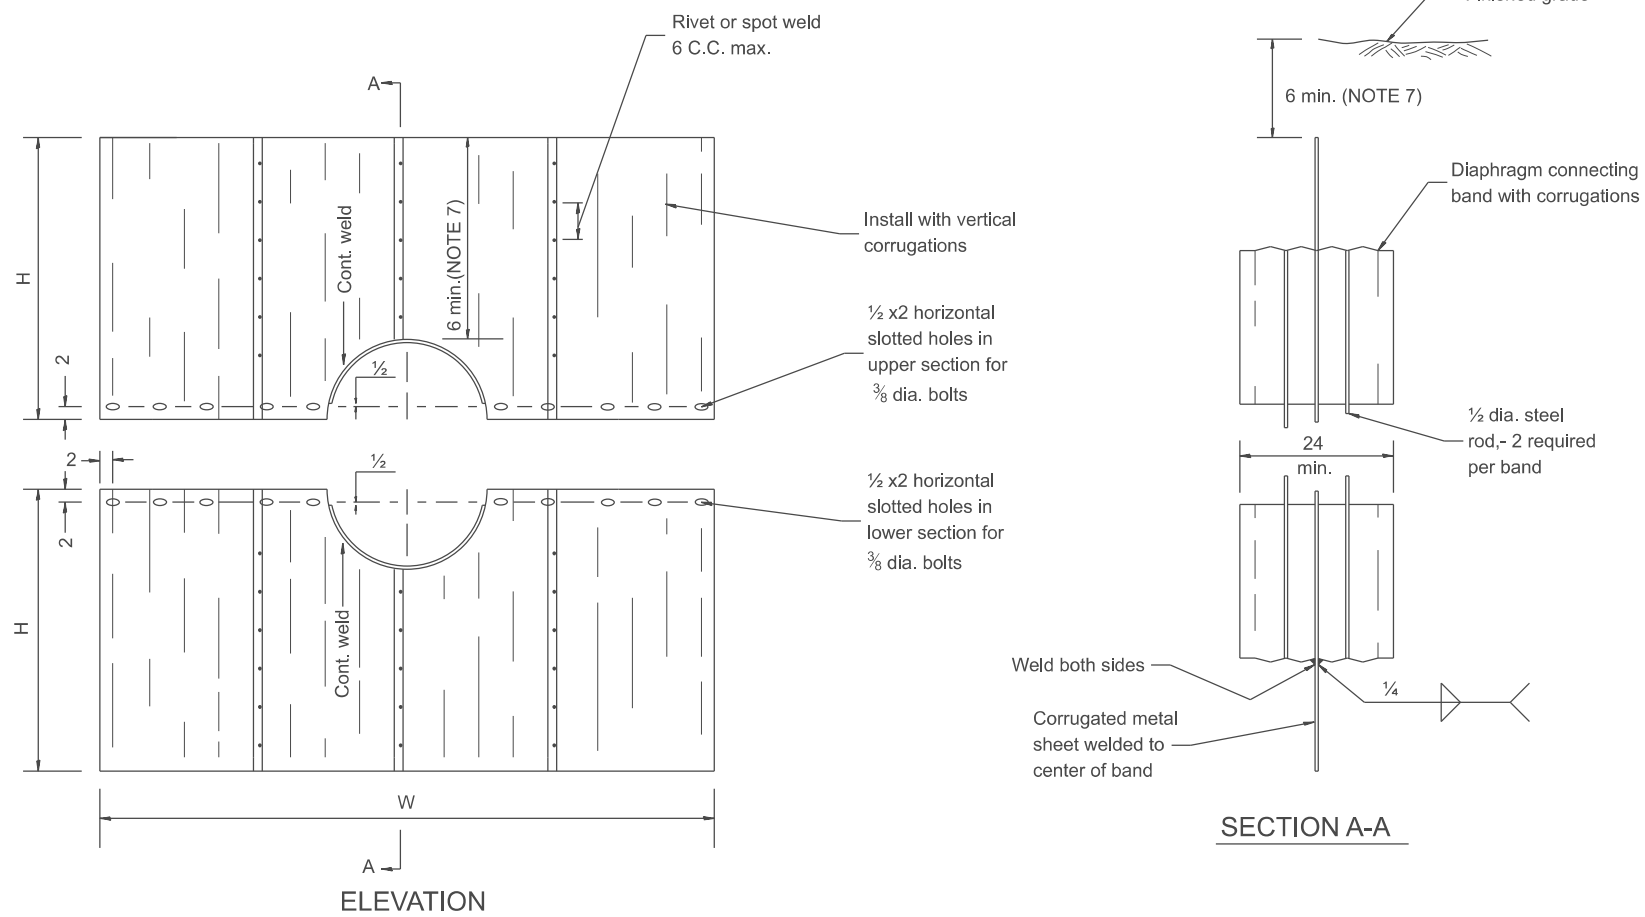 Rivet or spot weld
6 C.C. max.
A
H
2
Cont. weld
6 min.(NOTE 7)
½
Install with vertical
corrugations
½ x2 horizontal
slotted holes in
upper section for
⅜ dia. bolts
2
½
2
H
Cont. weld
½ x2 horizontal
slotted holes in
lower section for
⅜ dia. bolts
W
A
ELEVATION
6 min. (NOTE 7)
Diaphragm connecting
band with corrugations
½ dia. steel
rod,- 2 required
per band
24
min.
Weld both sides
¼
Corrugated metal
sheet welded to
center of band
SECTION A-A